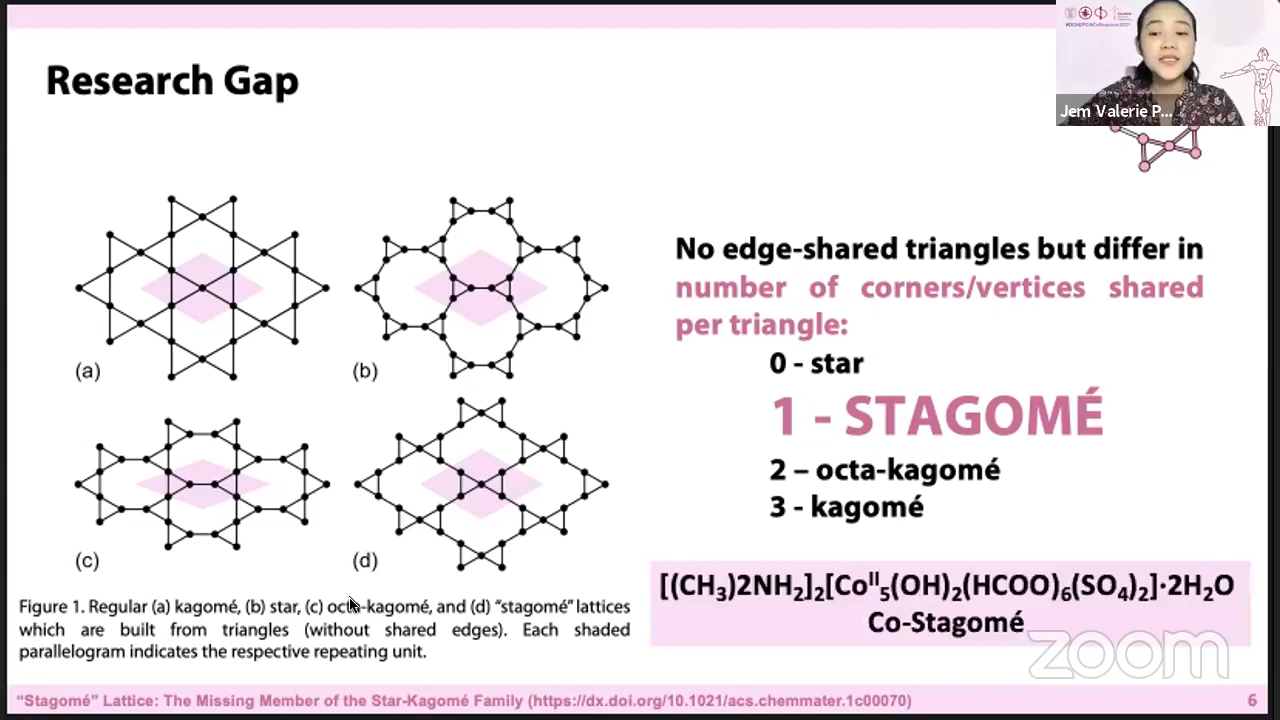 Research Gap
Jem Valerie P...
(a)
(b)
(c)
(d)
Figure 1. Regular (a) kagomé, (b) star, (c) octa-kagomé, and (d) “stagomé” lattices
which are built from triangles (without shared edges). Each shaded
parallelogram indicates the respective repeating unit.
No edge-shared triangles but differ in
number of corners/vertices shared
per triangle:
0 - star
1 - STAGOMÉ
2 – octa-kagomé
3 - kagomé
[(CH₃)2NH₂]₂[Coᴵᴵ₅(OH)₂(HCOO)₆(SO₄)₂]·2H₂O
Co-Stagomé
zoom
“Stagomé” Lattice: The Missing Member of the Star-Kagomé Family (https://dx.doi.org/10.1021/acs.chemmater.1c00070)
6